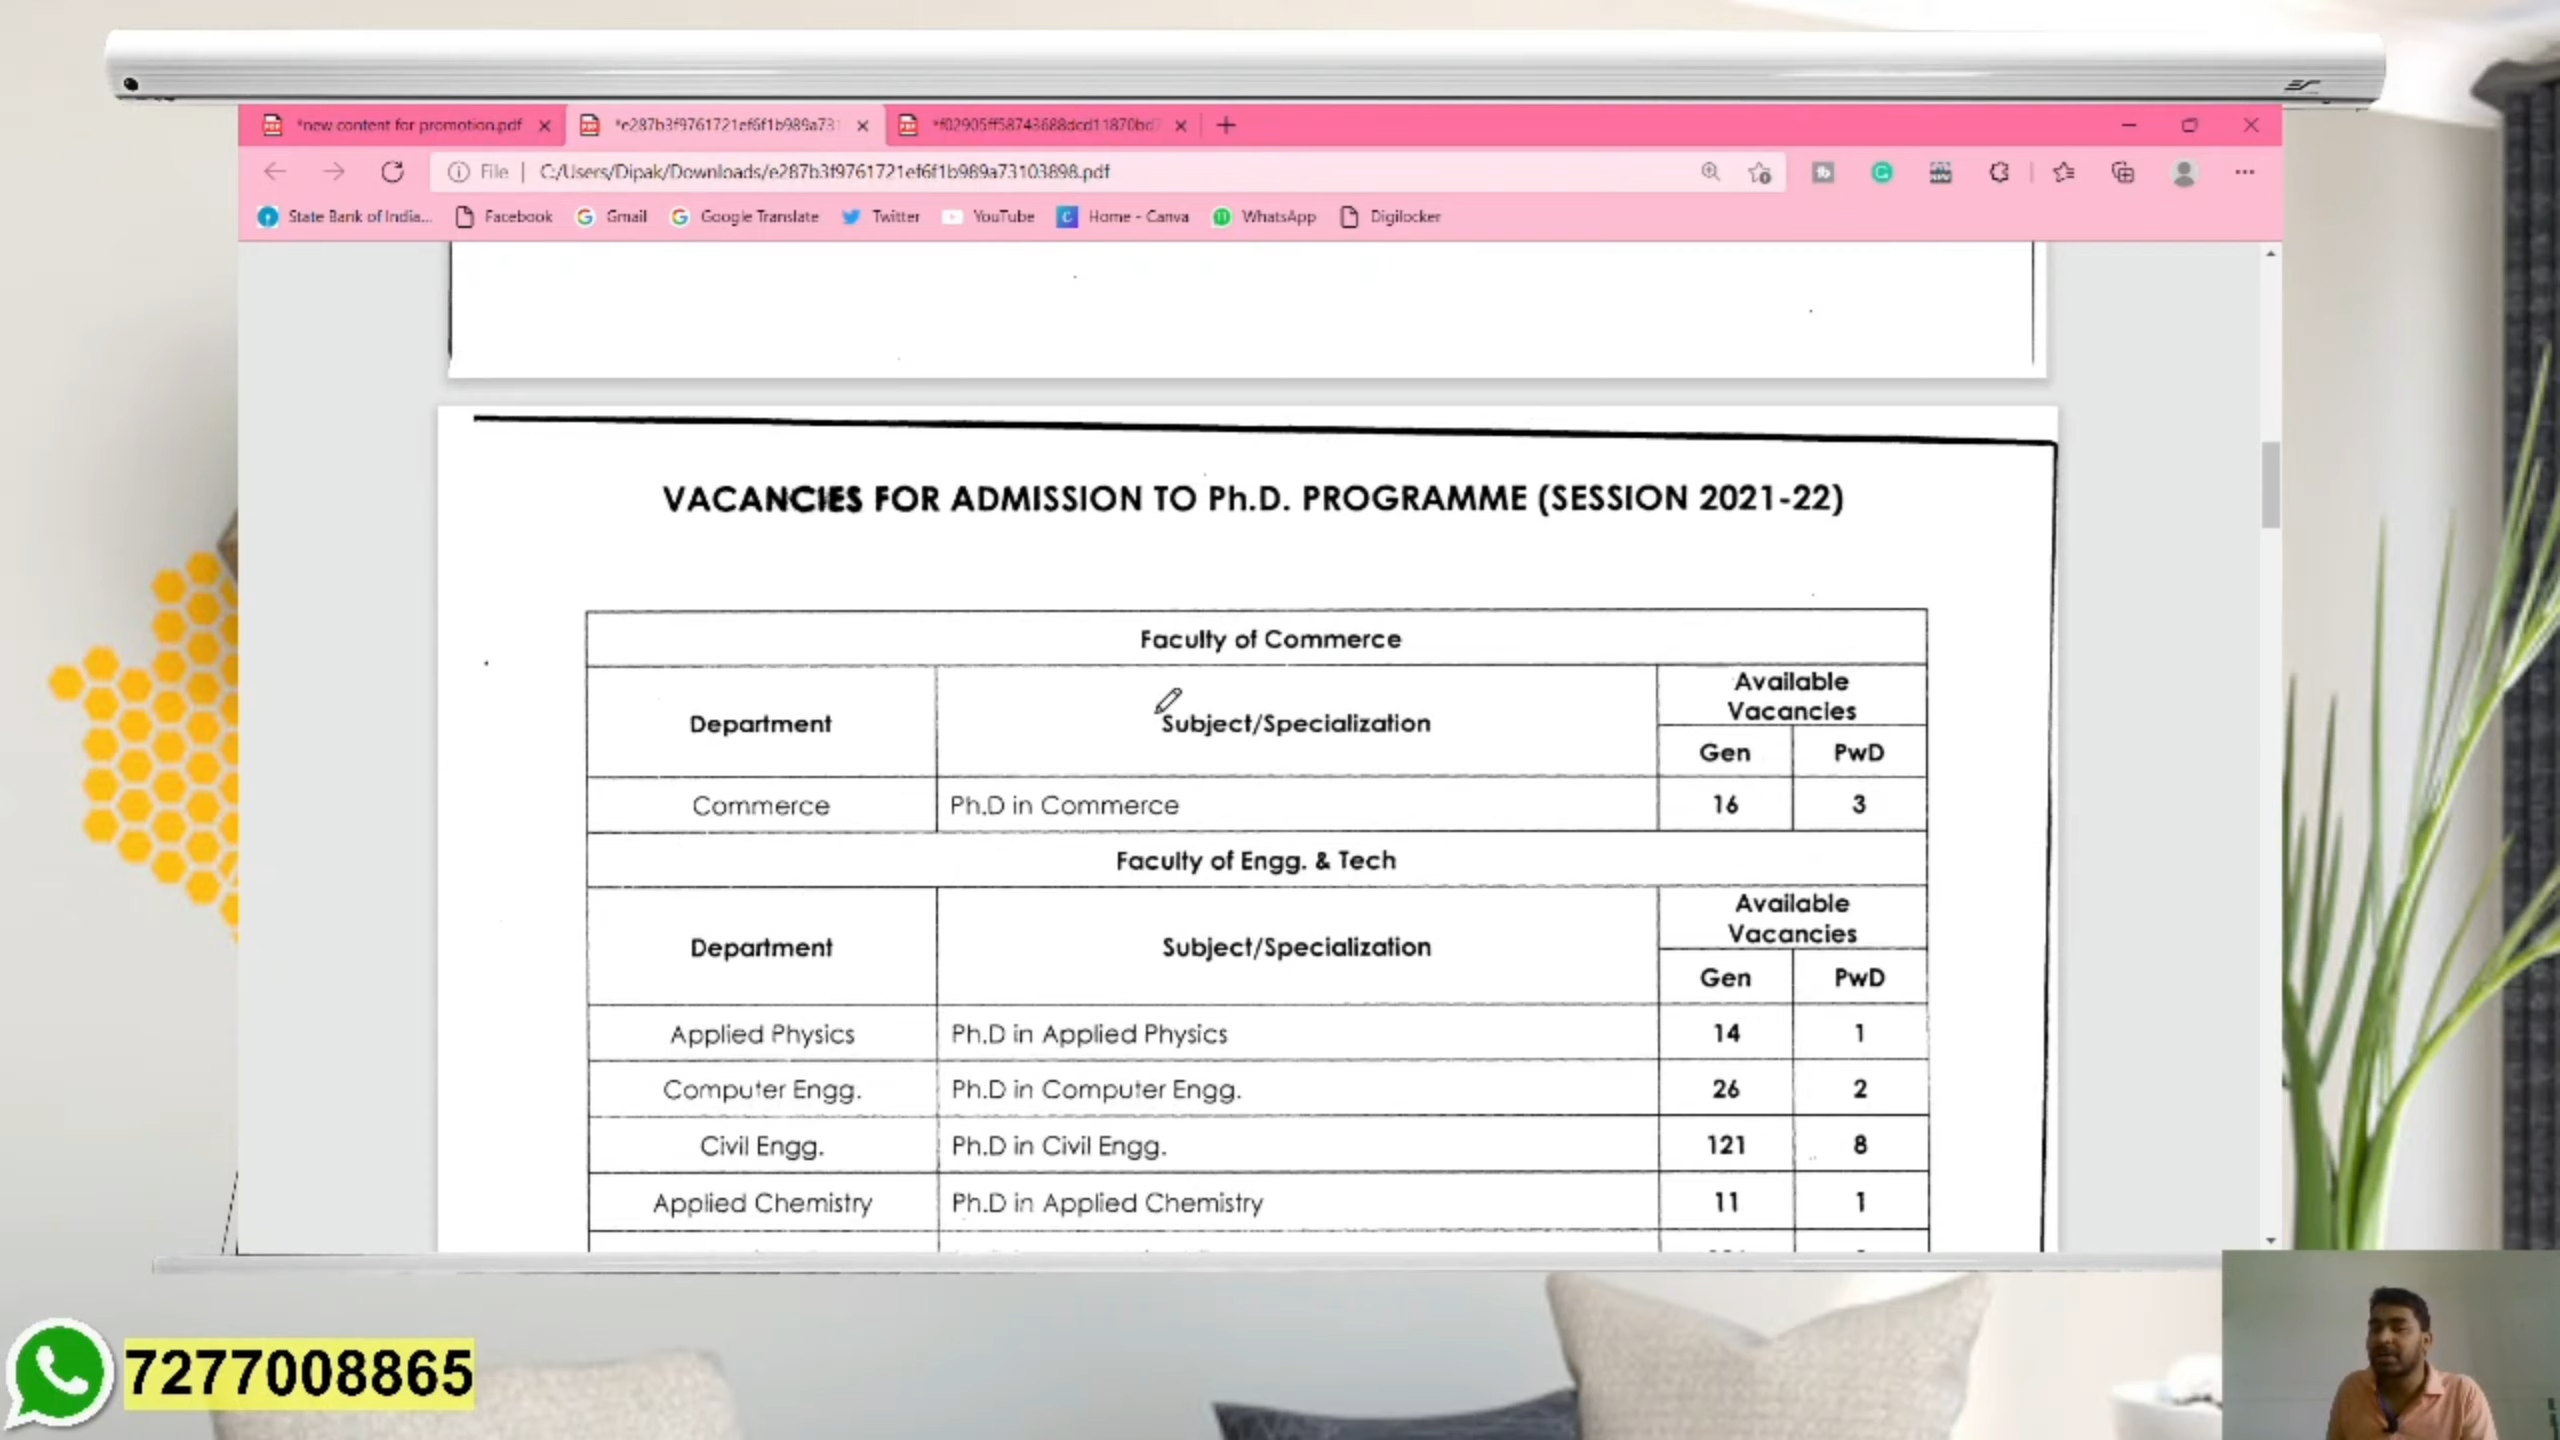 *new content for promotion.pdf
*e287b3f9761721ef6f1b989a731
*f02905ff58743688dcd11870bd7
File
C:/Users/Dipak/Downloads/e287b3f9761721ef6f1b989a73103898.pdf
State Bank of India...
Facebook
Gmail
Google Translate
Twitter
YouTube
Home - Canva
WhatsApp
Digilocker
VACANCIES FOR ADMISSION TO Ph.D. PROGRAMME (SESSION 2021-22)
Faculty of Commerce
Department
Subject/Specialization
Available
Vacancies
Gen
PwD
Commerce
Ph.D in Commerce
16
3
Faculty of Engg. & Tech
Department
Subject/Specialization
Available
Vacancies
Gen
PwD
Applied Physics
Ph.D in Applied Physics
14
1
Computer Engg.
Ph.D in Computer Engg.
26
2
Civil Engg.
Ph.D in Civil Engg.
121
8
Applied Chemistry
Ph.D in Applied Chemistry
11
1
7277008865